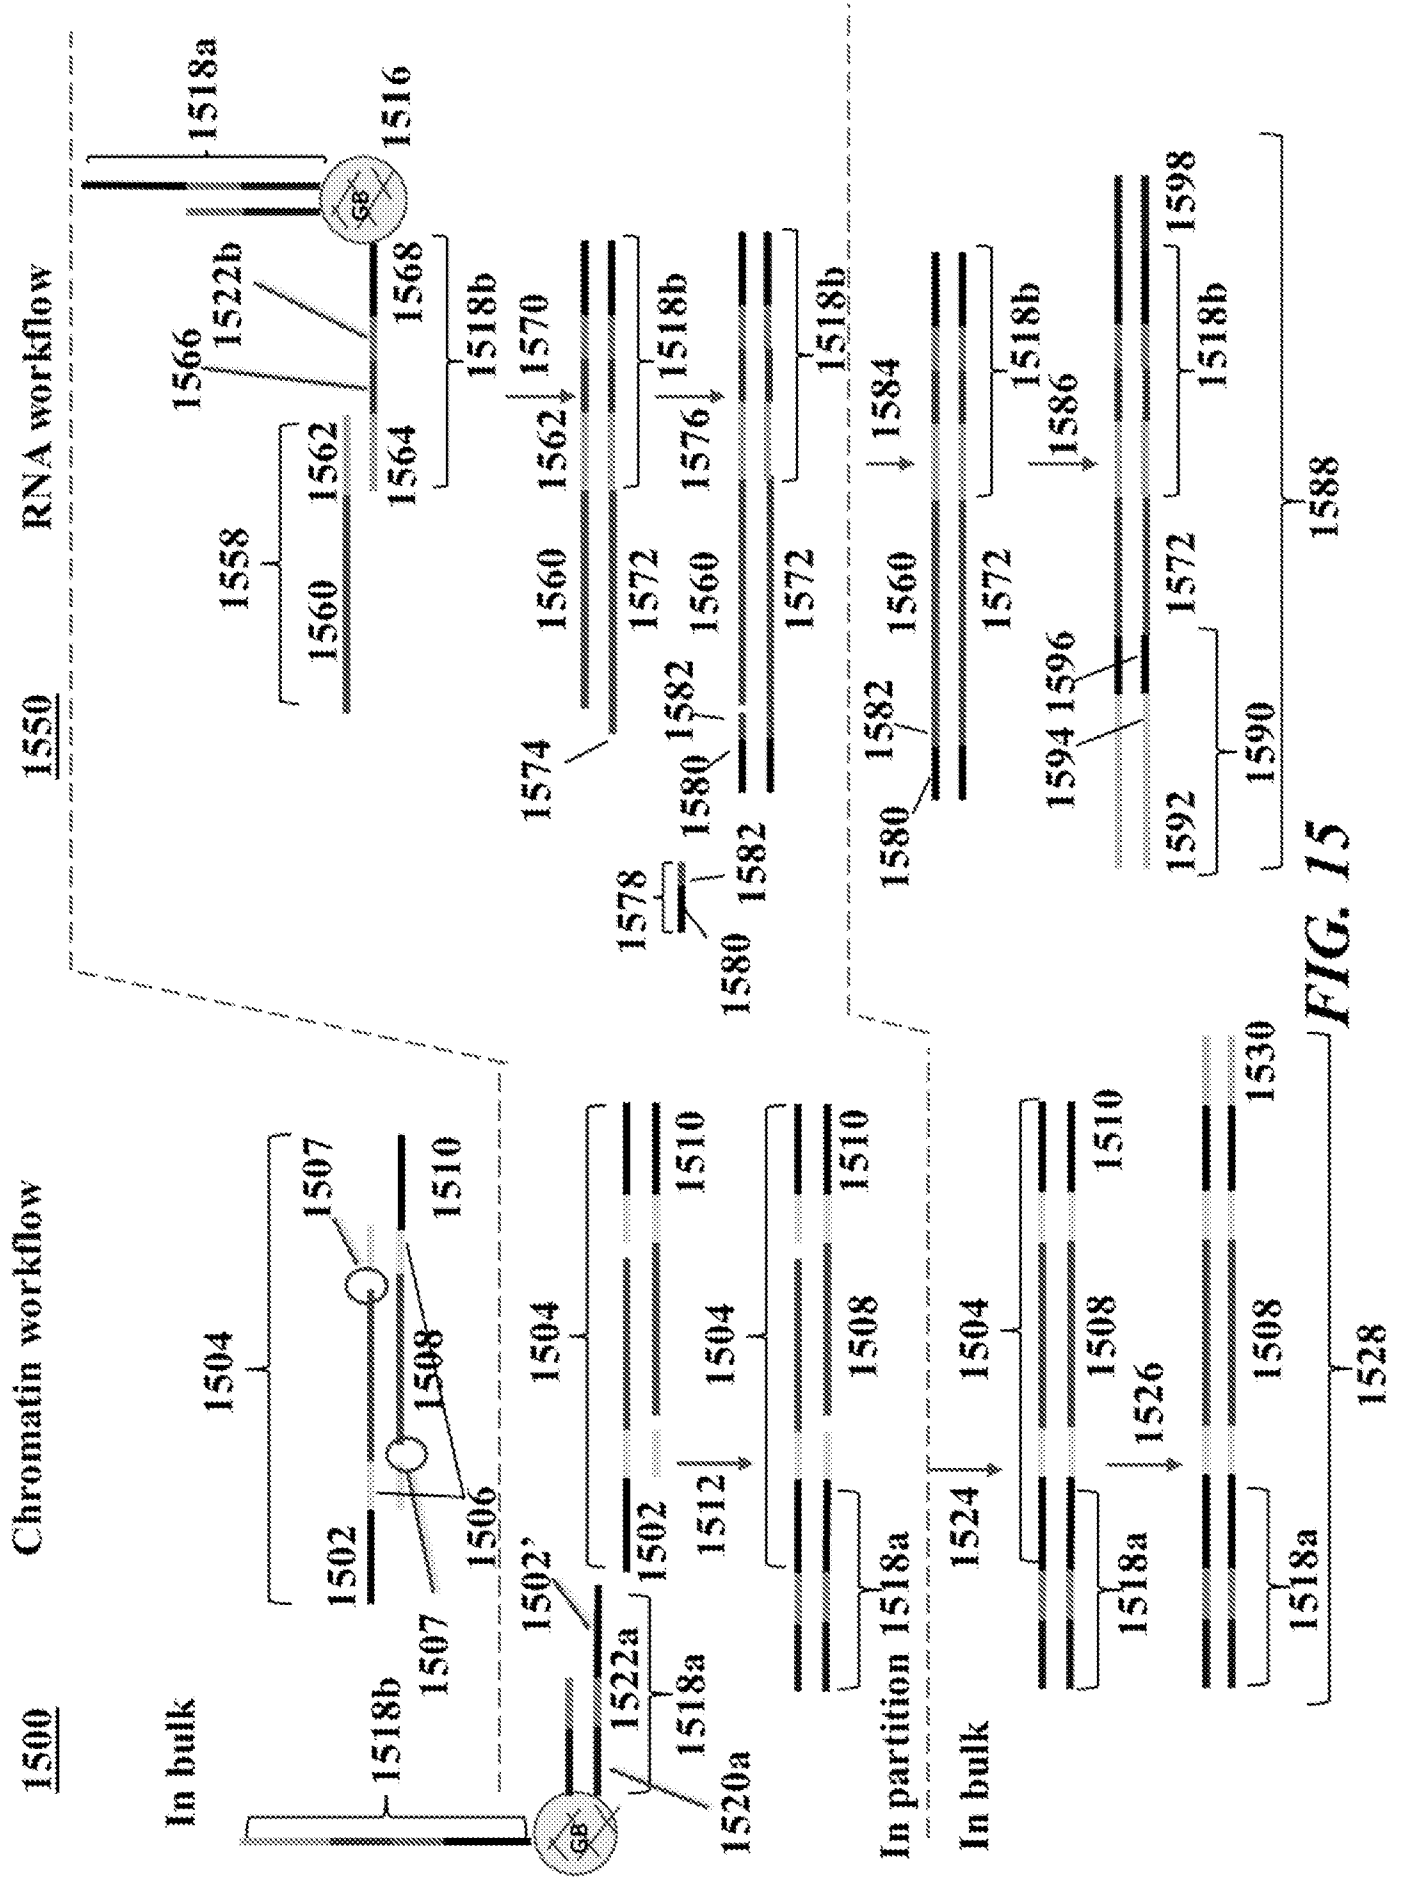 1500
Chromatin workflow
In bulk
1518b
1504
1502
1507
1507
1508
1506
1510
GB
1502'
1522a
1518a
1520a
1504
1502
1510
1512
1504
1508
1510
1518a
In partition
In bulk
1524
1504
1508
1510
1518a
1526
1508
1530
1518a
1528
1550
RNA workflow
1518a
1516
GB
1558
1560
1562
1566
1522b
1564
1568
1518b
1570
1560
1562
1574
1572
1518b
1576
1578
1580
1582
1580
1582
1560
1572
1518b
1584
1580
1582
1560
1572
1518b
1586
1594
1596
1592
1590
1572
1518b
1598
1588
FIG. 15